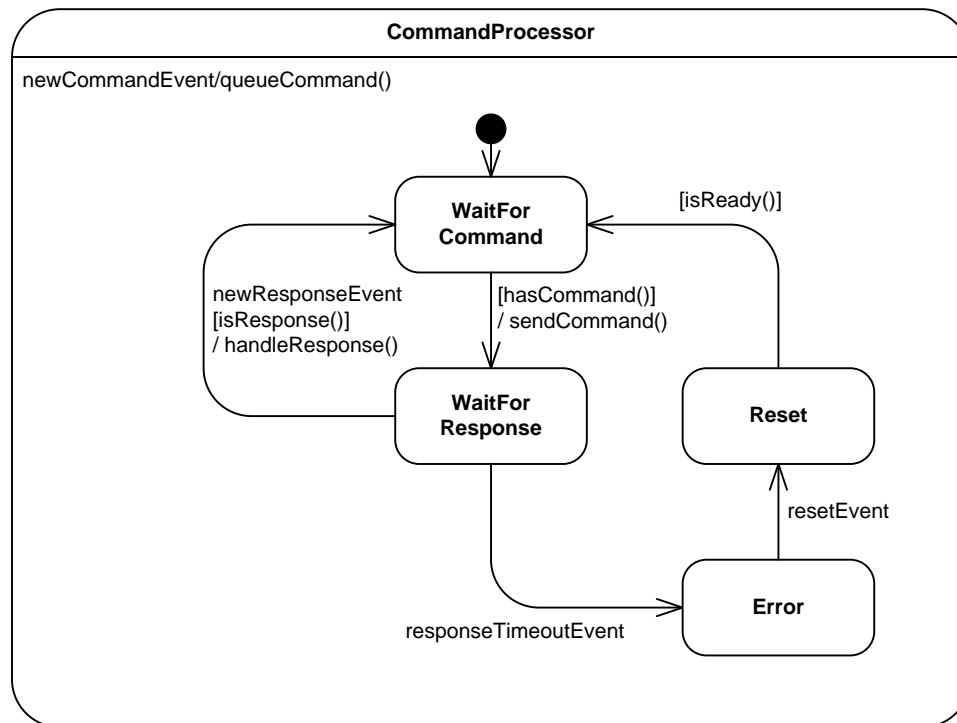 CommandProcessor
newCommandEvent/queueCommand()
WaitFor
Command
[isReady()]
newResponseEvent
[isResponse()]
/ handleResponse()
[hasCommand()]
/ sendCommand()
WaitFor
Response
Reset
resetEvent
Error
responseTimeoutEvent